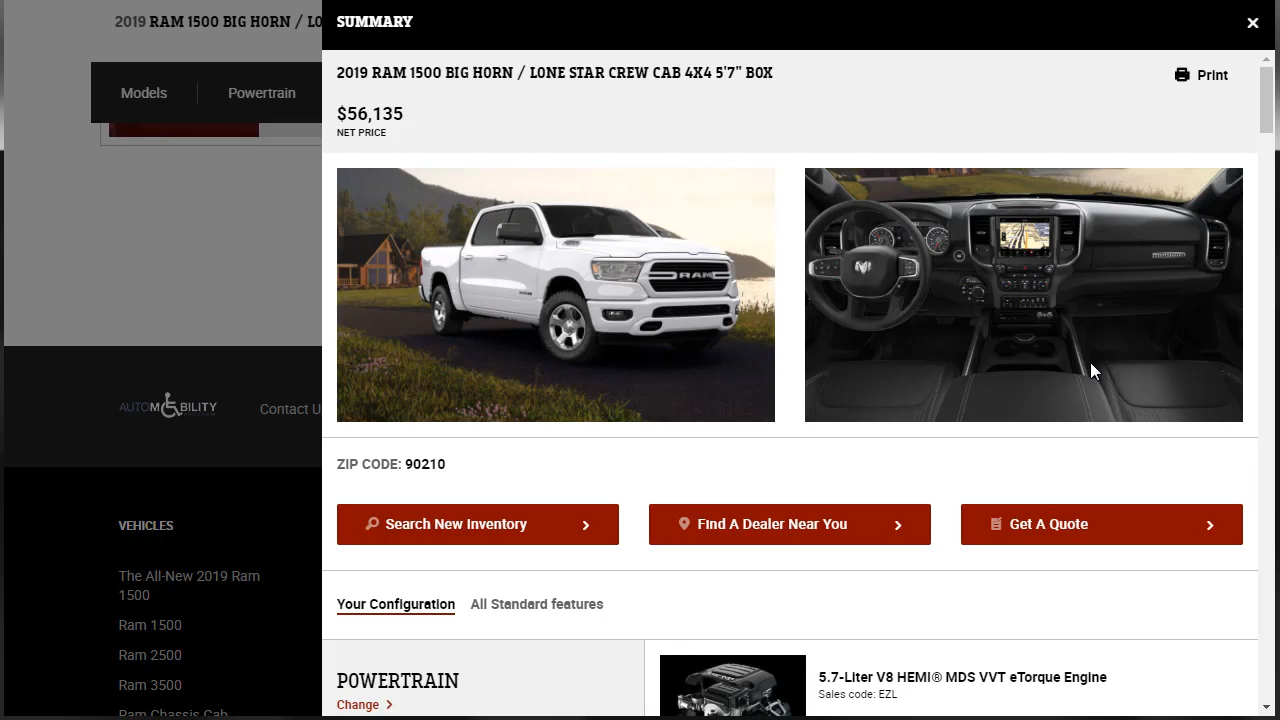 2019 RAM 1500 BIG HORN / LO
Models
Powertrain
SUMMARY
2019 RAM 1500 BIG HORN / LONE STAR CREW CAB 4X4 5'7" BOX
Print
$56,135
NET PRICE
RAM
ZIP CODE: 90210
Search New Inventory
Find A Dealer Near You
Get A Quote
Your Configuration
All Standard features
POWERTRAIN
Change
5.7-Liter V8 HEMI® MDS VVT eTorque Engine
Sales code: EZL
AUTOMOBILITY
Contact U
VEHICLES
The All-New 2019 Ram
1500
Ram 1500
Ram 2500
Ram 3500
Ram Chassis Cab